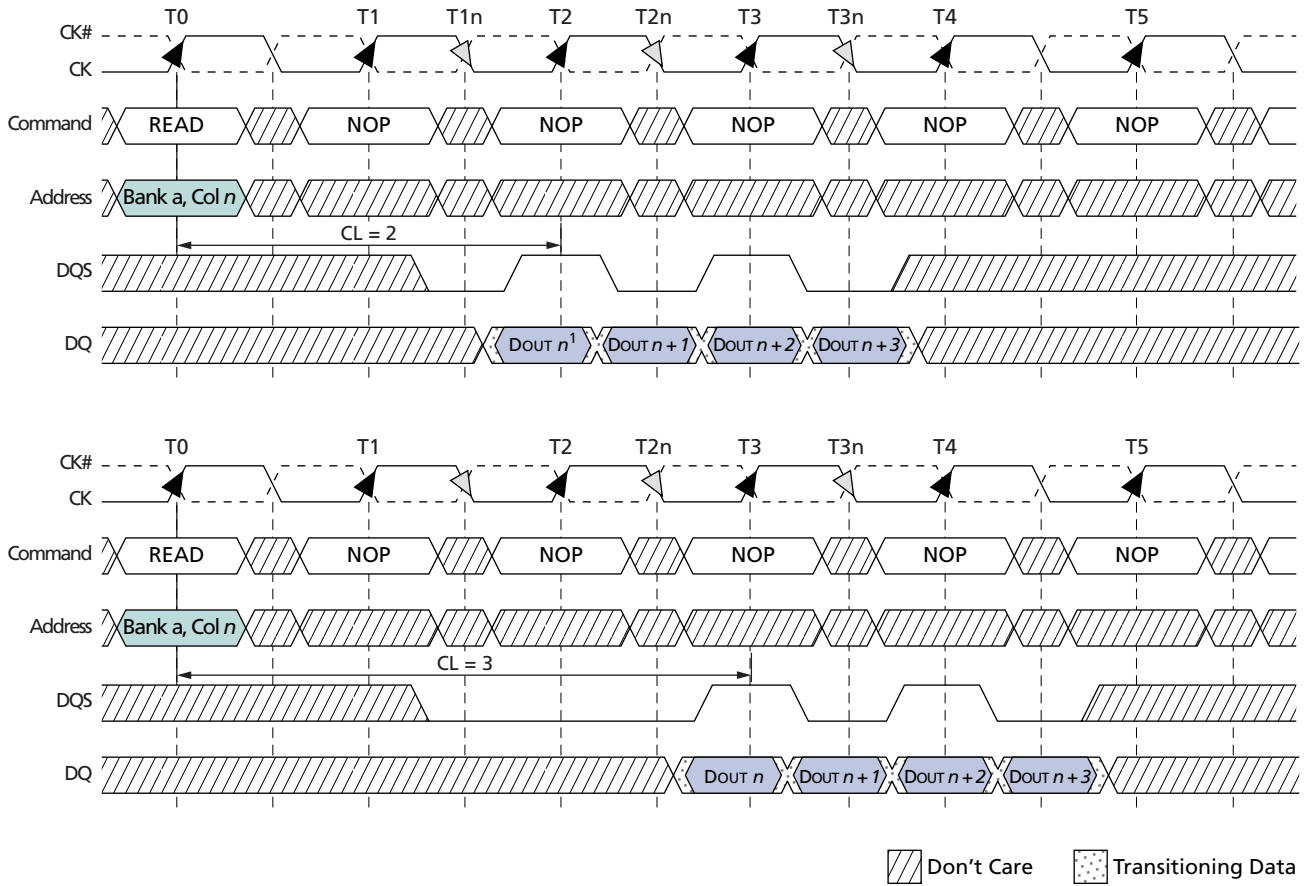 T0 T1 T1n T2 T2n T3 T3n T4 T5
CK#
CK
Command READ NOP NOP NOP NOP NOP
Address Bank a, Col n
CL = 2
DQS
DQ DOUT n¹ DOUT n + 1 DOUT n + 2 DOUT n + 3
T0 T1 T2 T2n T3 T3n T4 T5
CK#
CK
Command READ NOP NOP NOP NOP NOP
Address Bank a, Col n
CL = 3
DQS
DQ DOUT n DOUT n + 1 DOUT n + 2 DOUT n + 3
Don't Care Transitioning Data